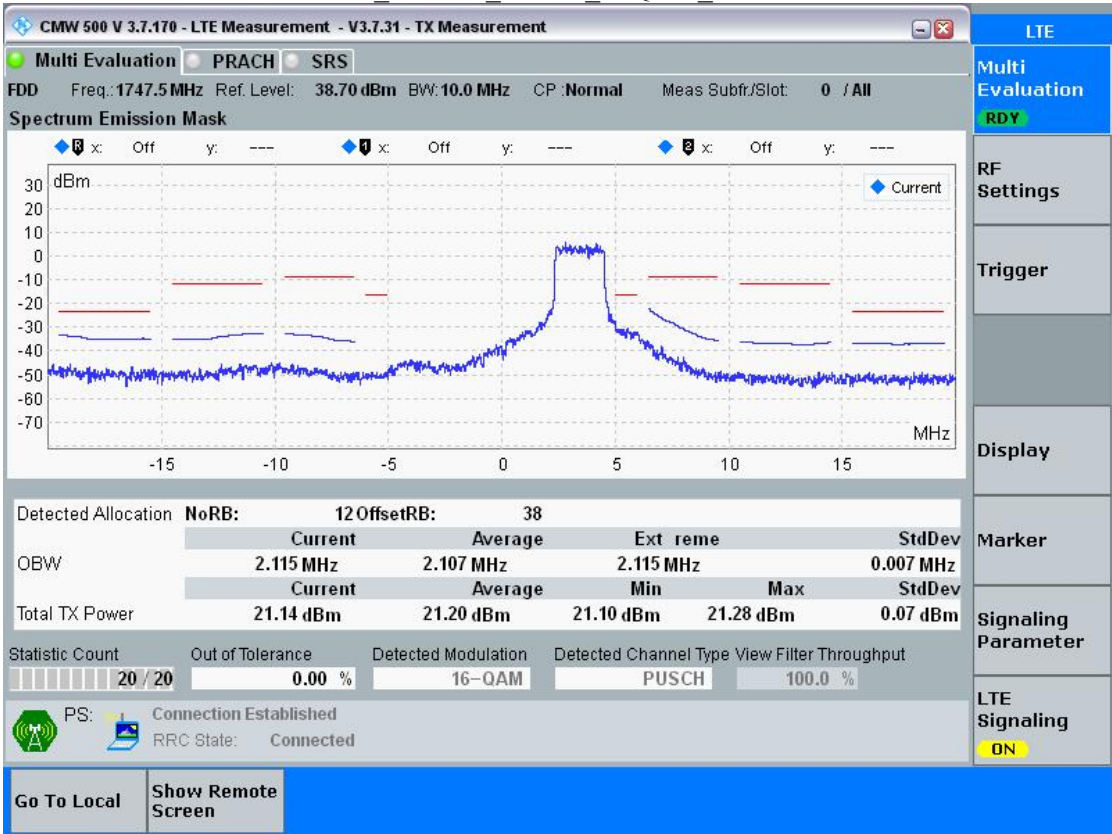 CMW 500 V 3.7.170 - LTE Measurement - V3.7.31 - TX Measurement
LTE
Multi Evaluation PRACH SRS
FDD Freq.: 1747.5 MHz Ref. Level: 38.70 dBm BW: 10.0 MHz CP :Normal Meas Subfr./Slot: 0 / All
Spectrum Emission Mask
R x: Off y: --- 1 x: Off y: --- 2 x: Off y: ---
dBm
Current
30
20
10
0
-10
-20
-30
-40
-50
-60
-70
MHz
-15 -10 -5 0 5 10 15
Detected Allocation NoRB: 12 OffsetRB: 38
Current Average Ext reme StdDev
OBW 2.115 MHz 2.107 MHz 2.115 MHz 0.007 MHz
Current Average Min Max StdDev
Total TX Power 21.14 dBm 21.20 dBm 21.10 dBm 21.28 dBm 0.07 dBm
Statistic Count Out of Tolerance Detected Modulation Detected Channel Type View Filter Throughput
20 / 20 0.00 % 16-QAM PUSCH 100.0 %
PS: Connection Established
RRC State: Connected
Multi
Evaluation
RDY
RF
Settings
Trigger
Display
Marker
Signaling
Parameter
LTE
Signaling
ON
Go To Local
Show Remote
Screen